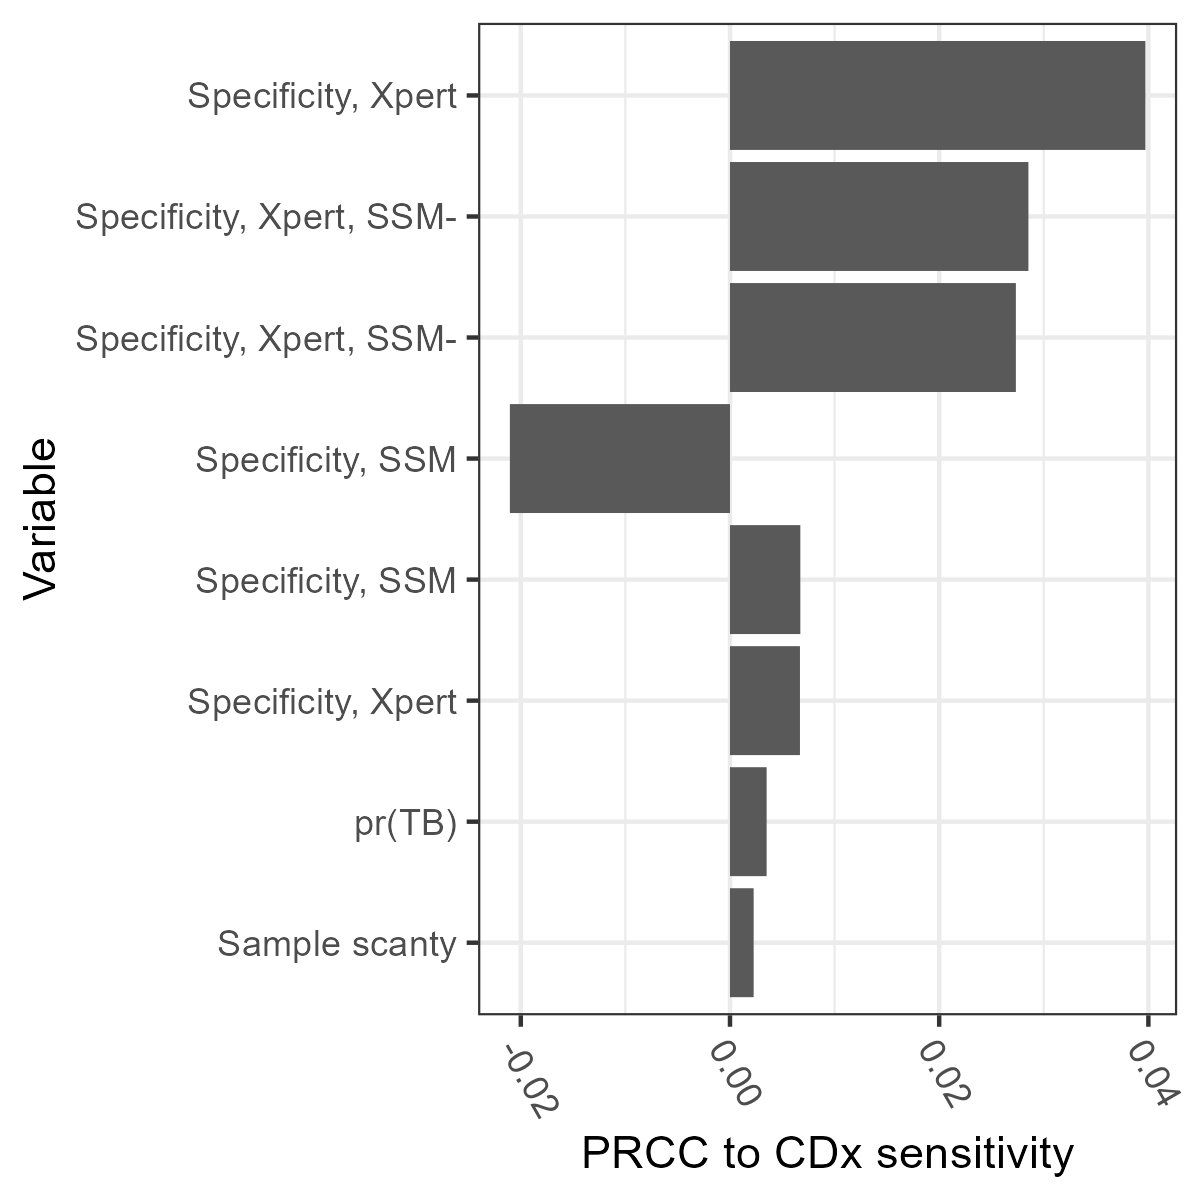 Variable
Specificity, Xpert
Specificity, Xpert, SSM-
Specificity, Xpert, SSM-
Specificity, SSM
Specificity, SSM
Specificity, Xpert
pr(TB)
Sample scanty
-0.02
0.00
0.02
0.04
PRCC to CDx sensitivity